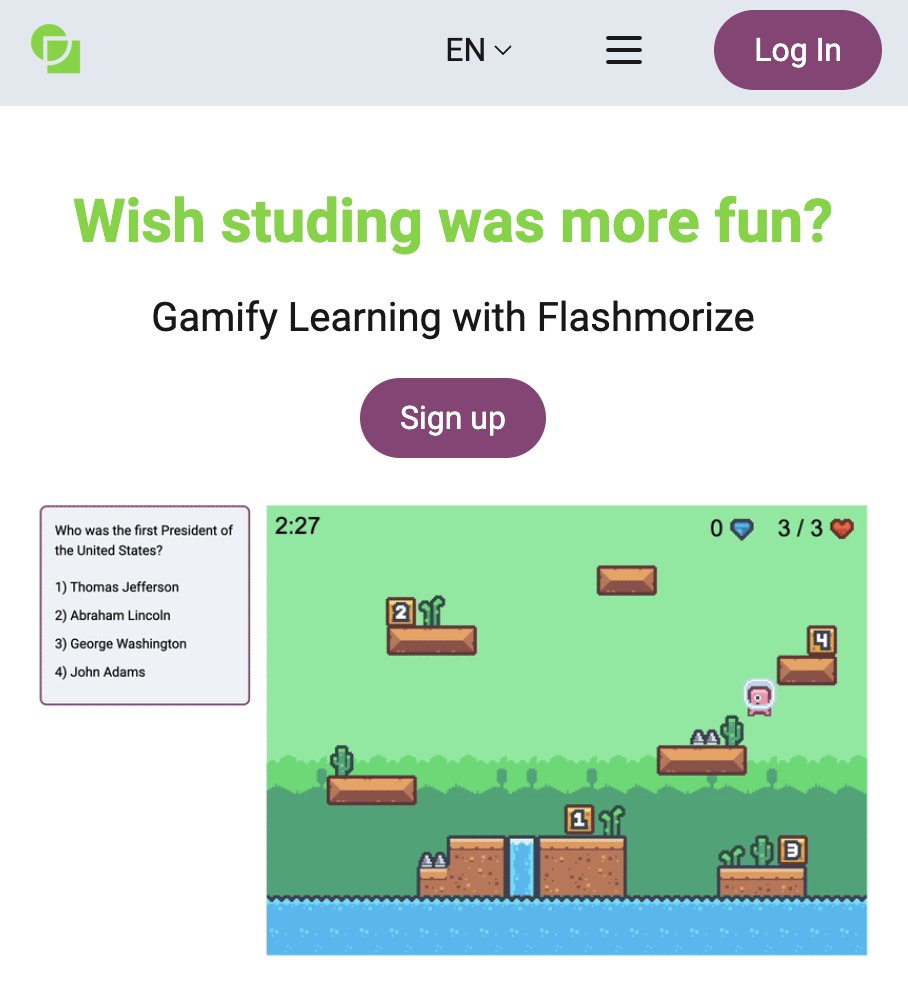 EN
Log In
Wish studing was more fun?
Gamify Learning with Flashmorize
Sign up
Who was the first President of
the United States?
1) Thomas Jefferson
2) Abraham Lincoln
3) George Washington
4) John Adams
2:27
0
3 / 3
2
4
1
3